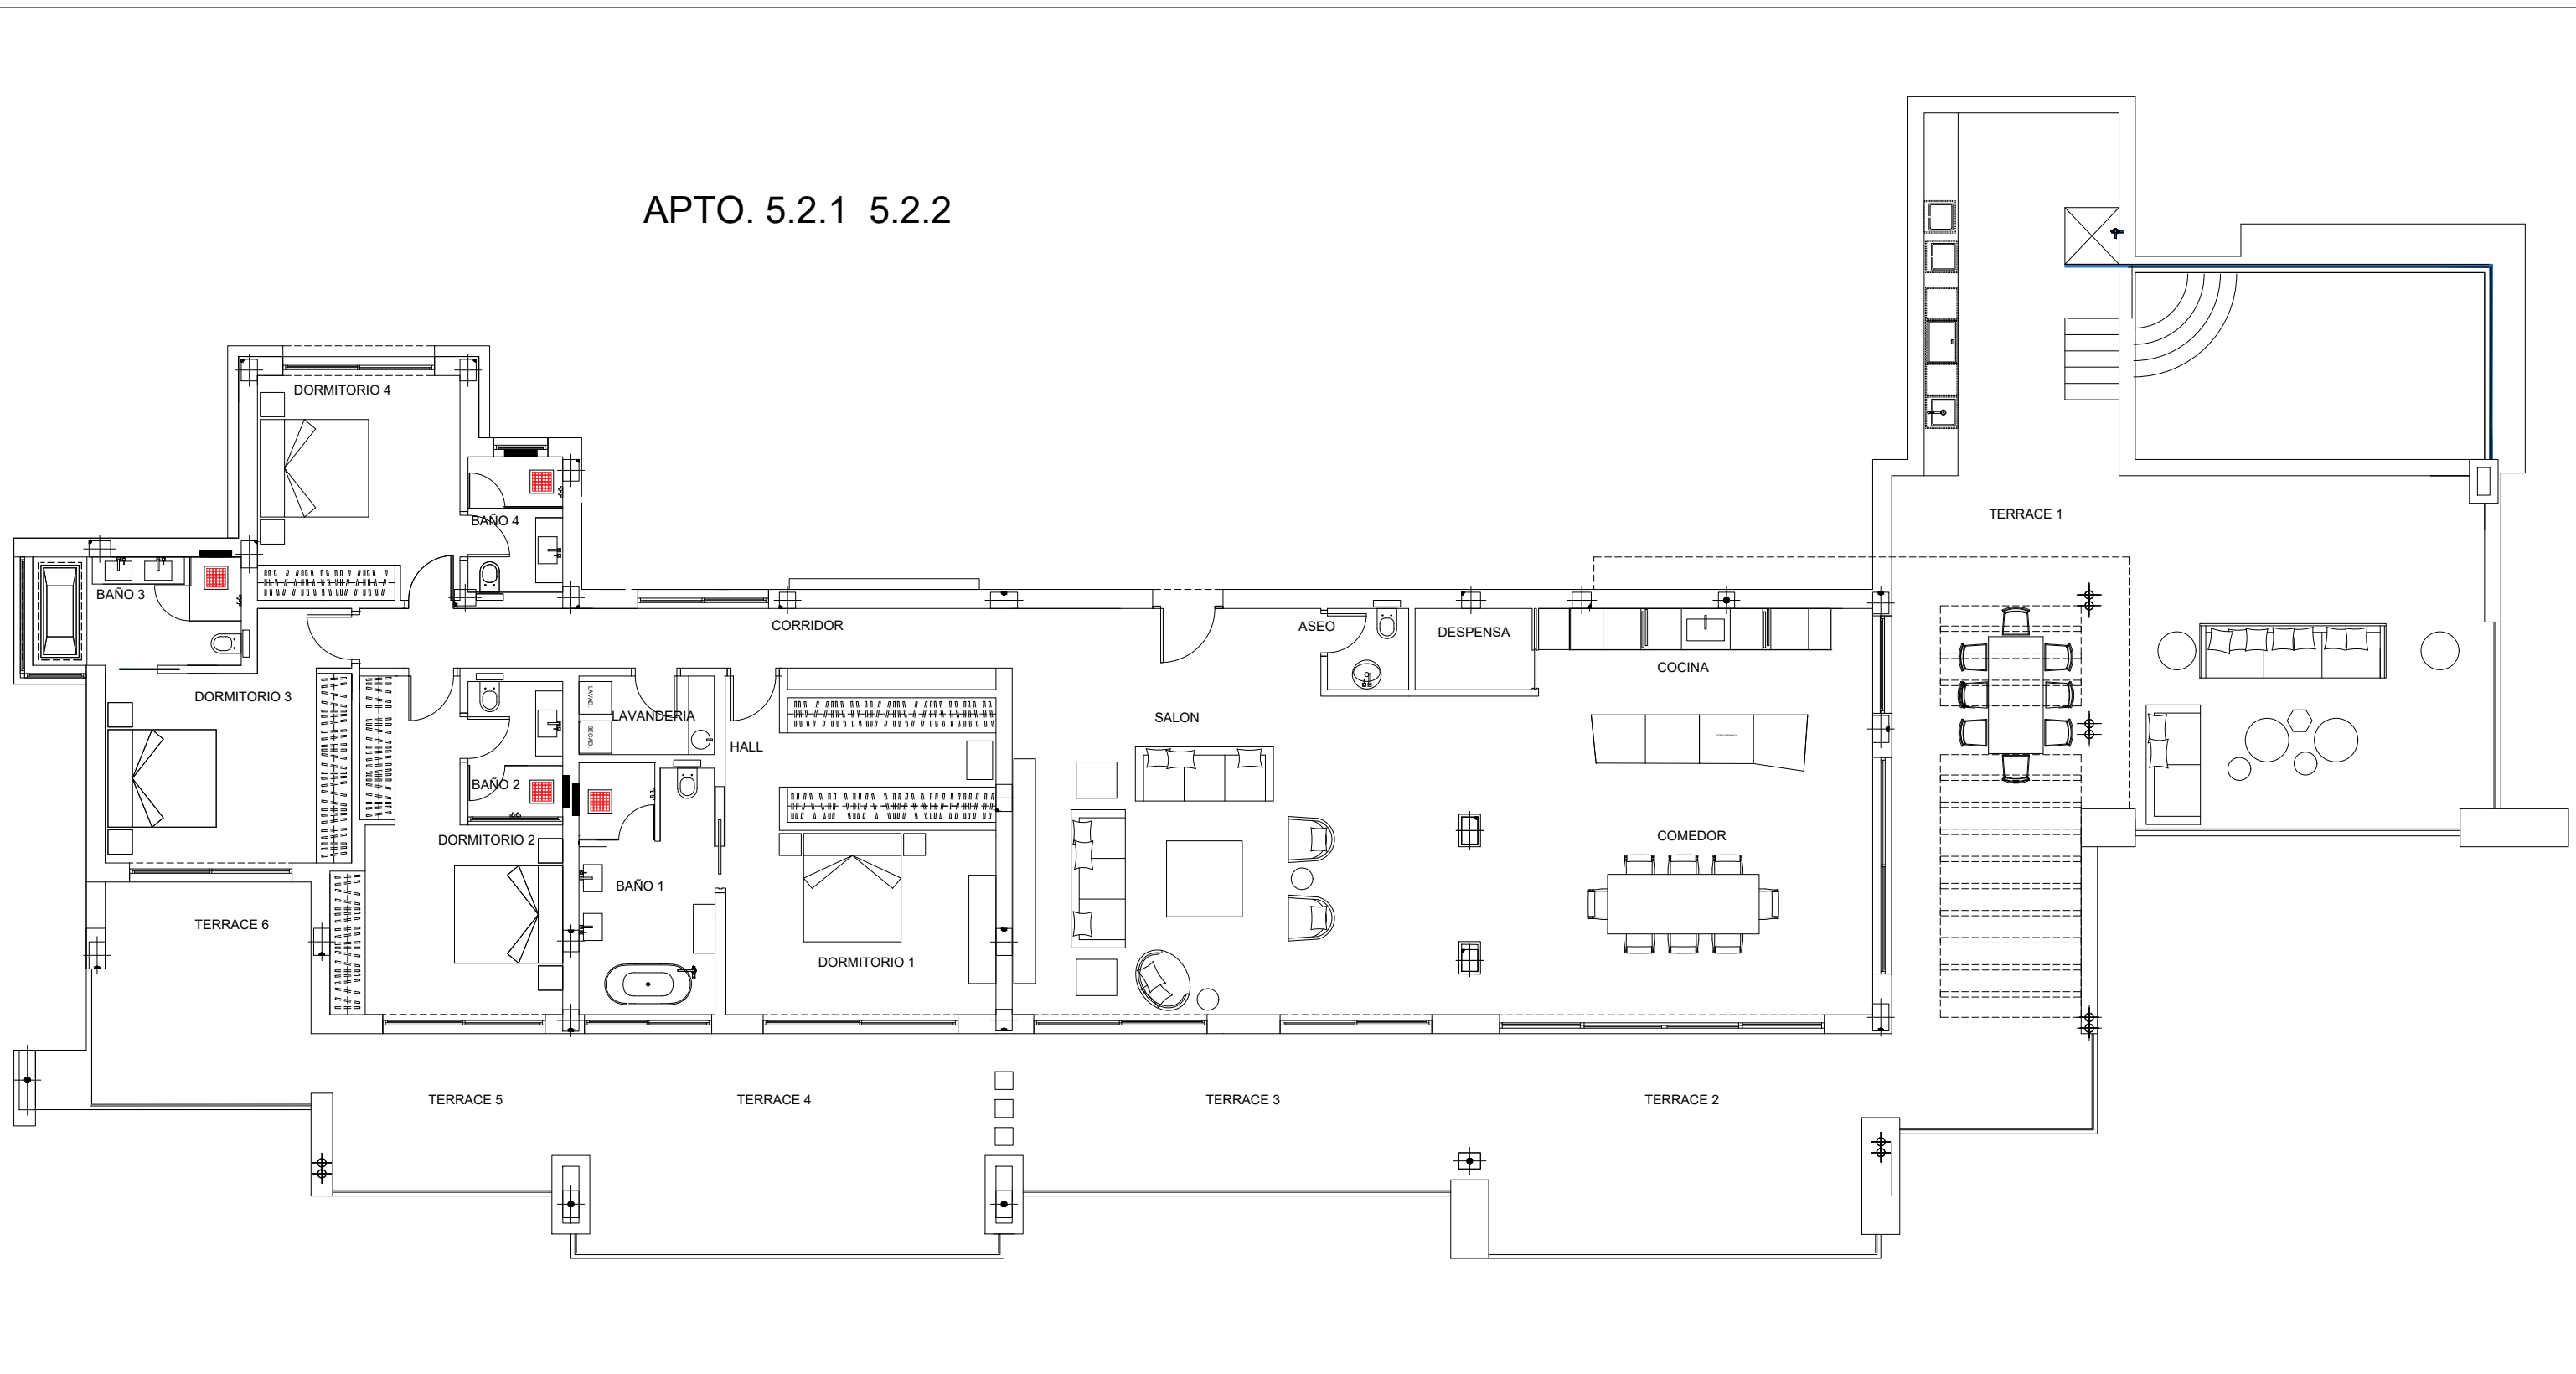 APTO. 5.2.1  5.2.2
DORMITORIO 4
TERRACE 1
BAÑO 4
BAÑO 3
CORRIDOR
ASEO
DESPENSA
COCINA
DORMITORIO 3
LAVAD.
LAVANDERIA
SECAD.
HALL
SALON
BAÑO 2
DORMITORIO 2
COMEDOR
BAÑO 1
TERRACE 6
DORMITORIO 1
TERRACE 5
TERRACE 4
TERRACE 3
TERRACE 2